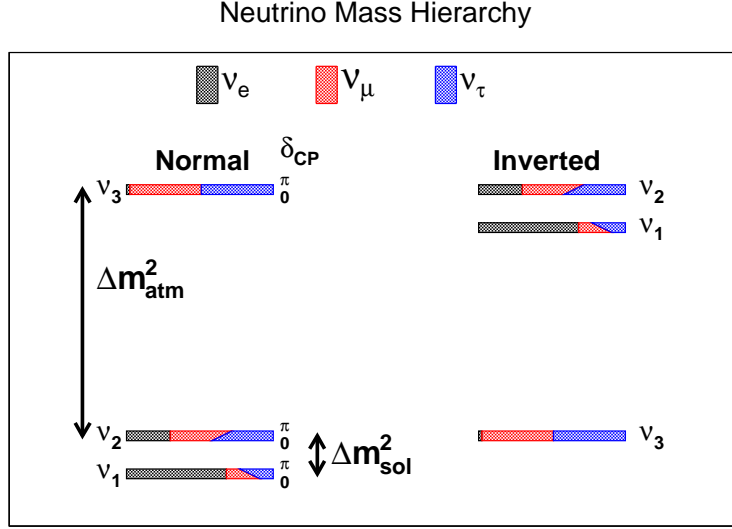 Neutrino Mass Hierarchy
νe νμ ντ
Normal δCP Inverted
ν3 π 0 ν2
ν1
Δm²atm
ν2 π 0 ν3
Δm²sol
ν1 π 0